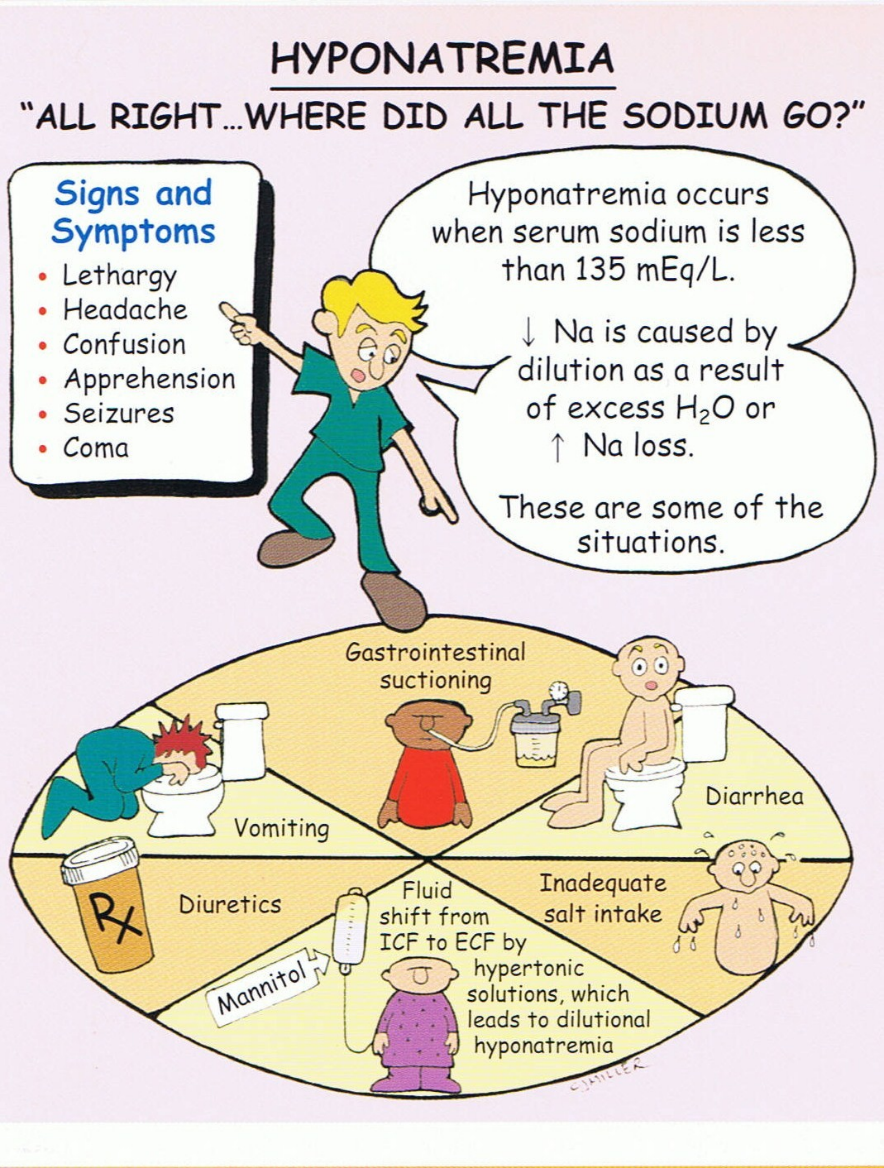 HYPONATREMIA
“ALL RIGHT...WHERE DID ALL THE SODIUM GO?”
Signs and
Symptoms
• Lethargy
• Headache
• Confusion
• Apprehension
• Seizures
• Coma
Hyponatremia occurs
when serum sodium is less
than 135 mEq/L.
↓ Na is caused by
dilution as a result
of excess H₂O or
↑ Na loss.
These are some of the
situations.
Gastrointestinal
suctioning
Vomiting
Diarrhea
Rx
Diuretics
Mannitol
Fluid
shift from
ICF to ECF by
hypertonic
solutions, which
leads to dilutional
hyponatremia
Inadequate
salt intake
CJMILLER